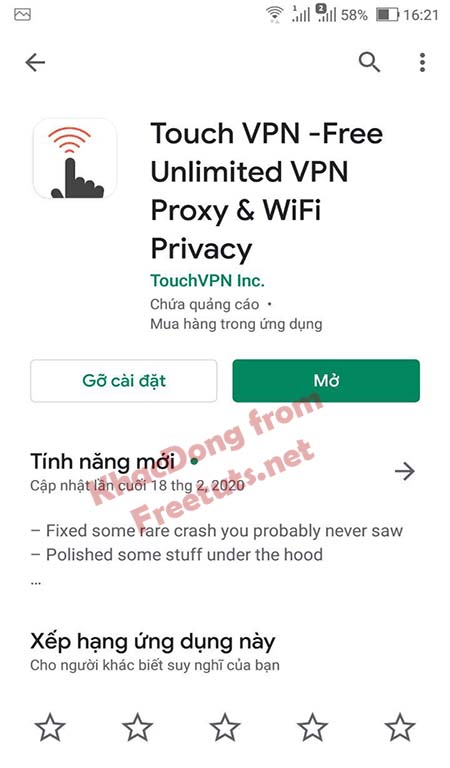 1 2 58% 16:21
Touch VPN -Free
Unlimited VPN
Proxy & WiFi
Privacy
TouchVPN Inc.
Chứa quảng cáo •
Mua hàng trong ứng dụng
Gỡ cài đặt
Mở
Tính năng mới •
Cập nhật lần cuối 18 thg 2, 2020
– Fixed some rare crash you probably never saw
– Polished some stuff under the hood
...
KhacDong from
Freetuts.net
Xếp hạng ứng dụng này
Cho người khác biết suy nghĩ của bạn